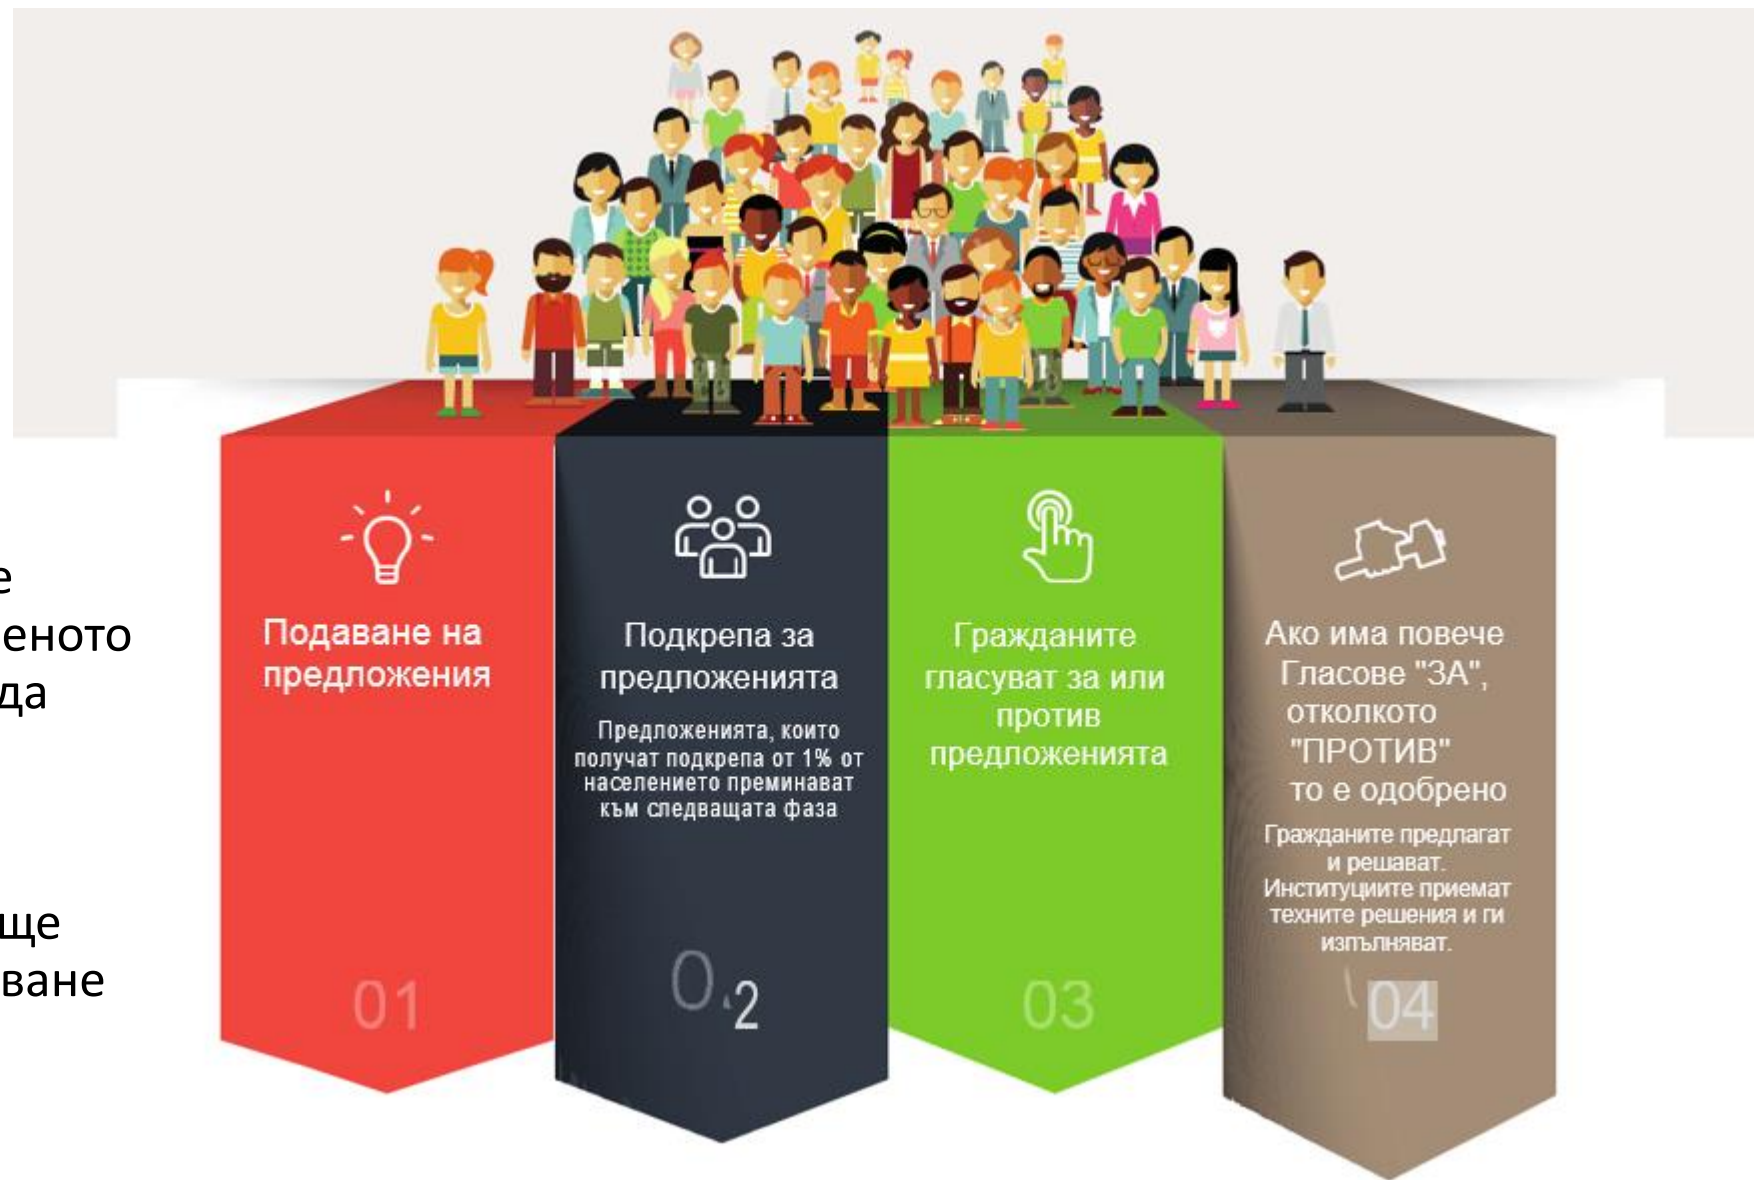 е
еното
да
ще
ване
Подаване на
предложения
01
Подкрепа за
предложенията
Предложенията, които
получат подкрепа от 1% от
населението преминават
към следващата фаза
0.2
Гражданите
гласуват за или
против
предложенията
03
Ако има повече
Гласове "ЗА",
отколкото
"ПРОТИВ"
то е одобрено
Гражданите предлагат
и решават.
Институциите приемат
техните решения и ги
изпълняват.
04